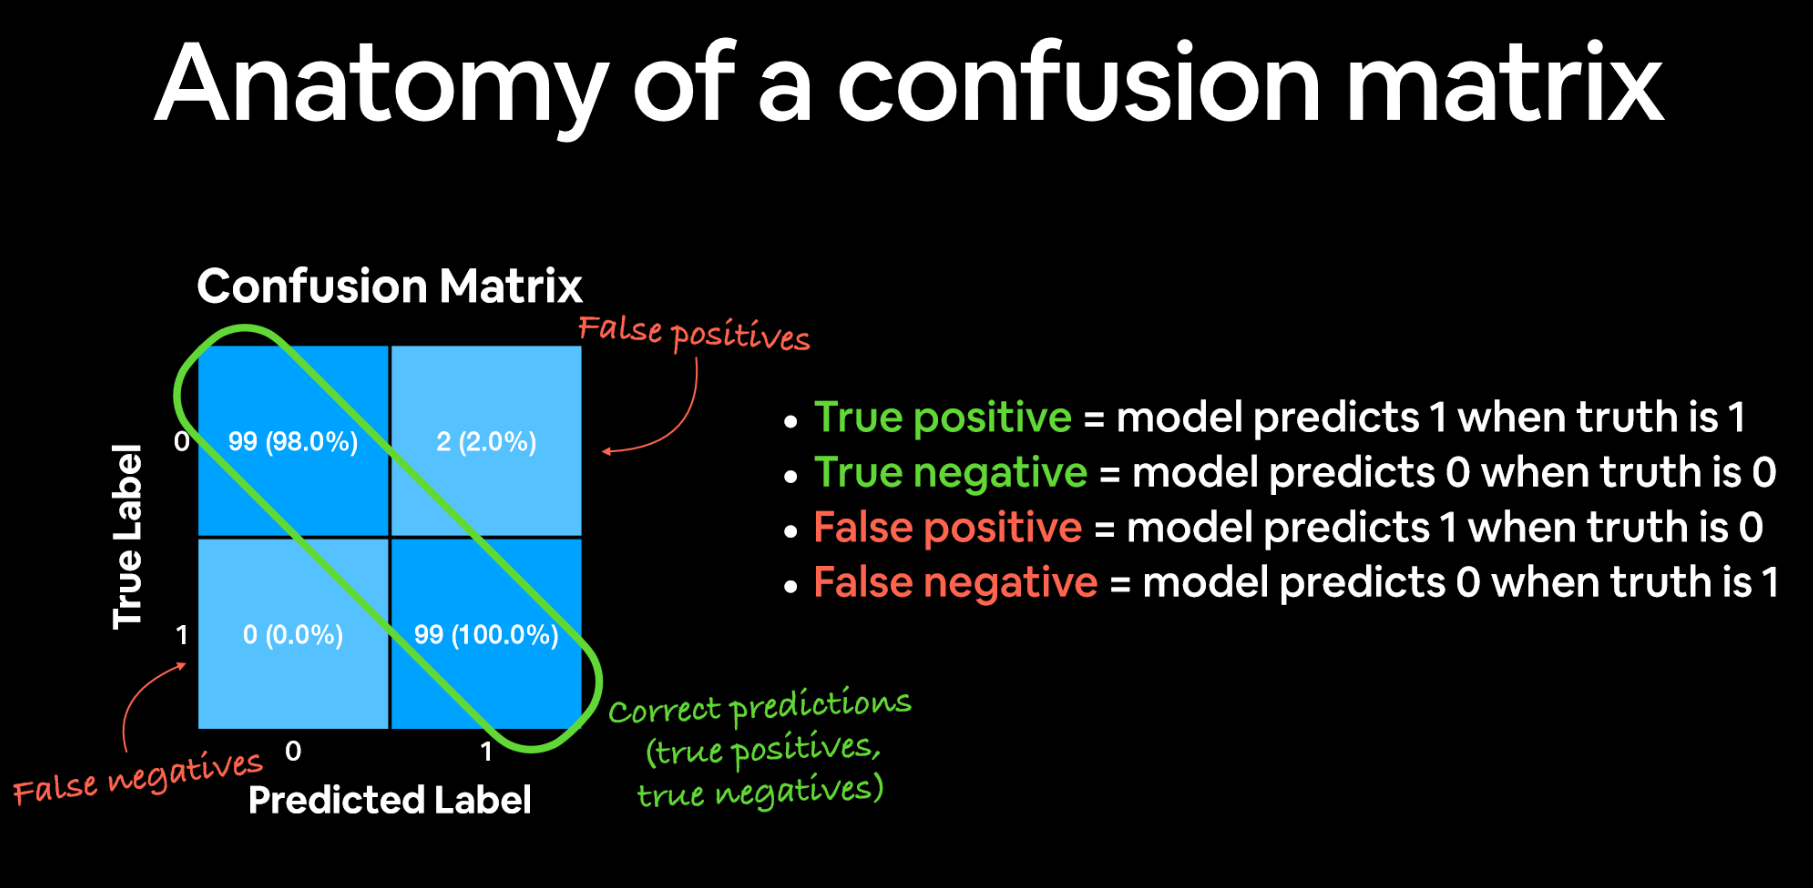 Anatomy of a confusion matrix
Confusion Matrix
False positives
True Label
0
99 (98.0%)
2 (2.0%)
1
0 (0.0%)
99 (100.0%)
0
1
Predicted Label
False negatives
Correct predictions
(true positives,
true negatives)
• True positive = model predicts 1 when truth is 1
• True negative = model predicts 0 when truth is 0
• False positive = model predicts 1 when truth is 0
• False negative = model predicts 0 when truth is 1